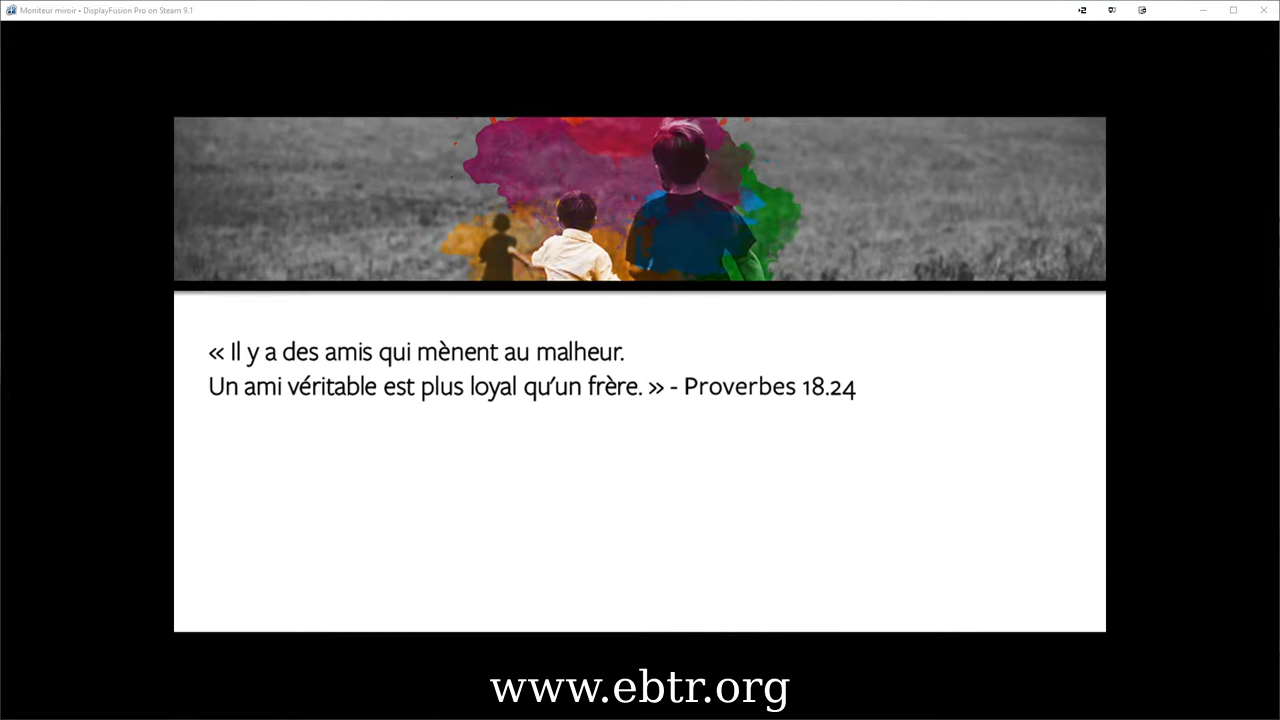 Moniteur miroir • DisplayFusion Pro on Steam 9.1
« Il y a des amis qui mènent au malheur.
Un ami véritable est plus loyal qu’un frère. » - Proverbes 18.24
www.ebtr.org